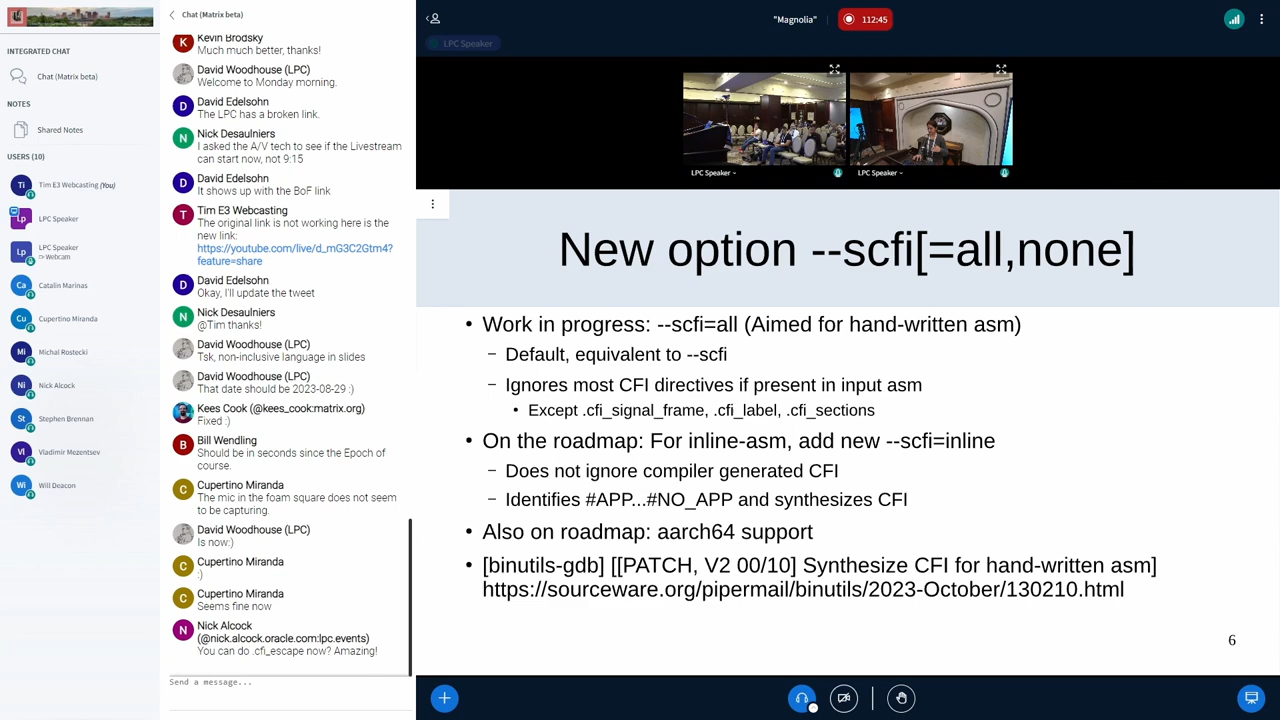 INTEGRATED CHAT
Chat (Matrix beta)
NOTES
Shared Notes
USERS (10)
Ti
Tim E3 Webcasting (You)
Lp
LPC Speaker
Lp
LPC Speaker
Webcam
Ca
Catalin Marinas
Cu
Cupertino Miranda
Mi
Michal Rostecki
Ni
Nick Alcock
St
Stephen Brennan
Vl
Vladimir Mezentsev
Wi
Will Deacon
Chat (Matrix beta)
K
Kevin Brodsky
Much much better, thanks!
David Woodhouse (LPC)
Welcome to Monday morning.
D
David Edelsohn
The LPC has a broken link.
N
Nick Desaulniers
I asked the A/V tech to see if the Livestream
can start now, not 9:15
D
David Edelsohn
It shows up with the BoF link
T
Tim E3 Webcasting
The original link is not working here is the
new link:
https://youtube.com/live/d_mG3C2Gtm4?
feature=share
D
David Edelsohn
Okay, I'll update the tweet
N
Nick Desaulniers
@Tim thanks!
David Woodhouse (LPC)
Tsk, non-inclusive language in slides
David Woodhouse (LPC)
That date should be 2023-08-29 :)
Kees Cook (@kees_cook:matrix.org)
Fixed :)
B
Bill Wendling
Should be in seconds since the Epoch of
course.
C
Cupertino Miranda
The mic in the foam square does not seem
to be capturing.
David Woodhouse (LPC)
Is now:)
C
Cupertino Miranda
:)
C
Cupertino Miranda
Seems fine now
N
Nick Alcock
(@nick.alcock.oracle.com:lpc.events)
You can do .cfi_escape now? Amazing!
Send a message...
"Magnolia"
112:45
LPC Speaker
LPC Speaker
LPC Speaker
New option --scfi[=all,none]
• Work in progress: --scfi=all (Aimed for hand-written asm)
– Default, equivalent to --scfi
– Ignores most CFI directives if present in input asm
• Except .cfi_signal_frame, .cfi_label, .cfi_sections
• On the roadmap: For inline-asm, add new --scfi=inline
– Does not ignore compiler generated CFI
– Identifies #APP...#NO_APP and synthesizes CFI
• Also on roadmap: aarch64 support
• [binutils-gdb] [[PATCH, V2 00/10] Synthesize CFI for hand-written asm]
https://sourceware.org/pipermail/binutils/2023-October/130210.html
6